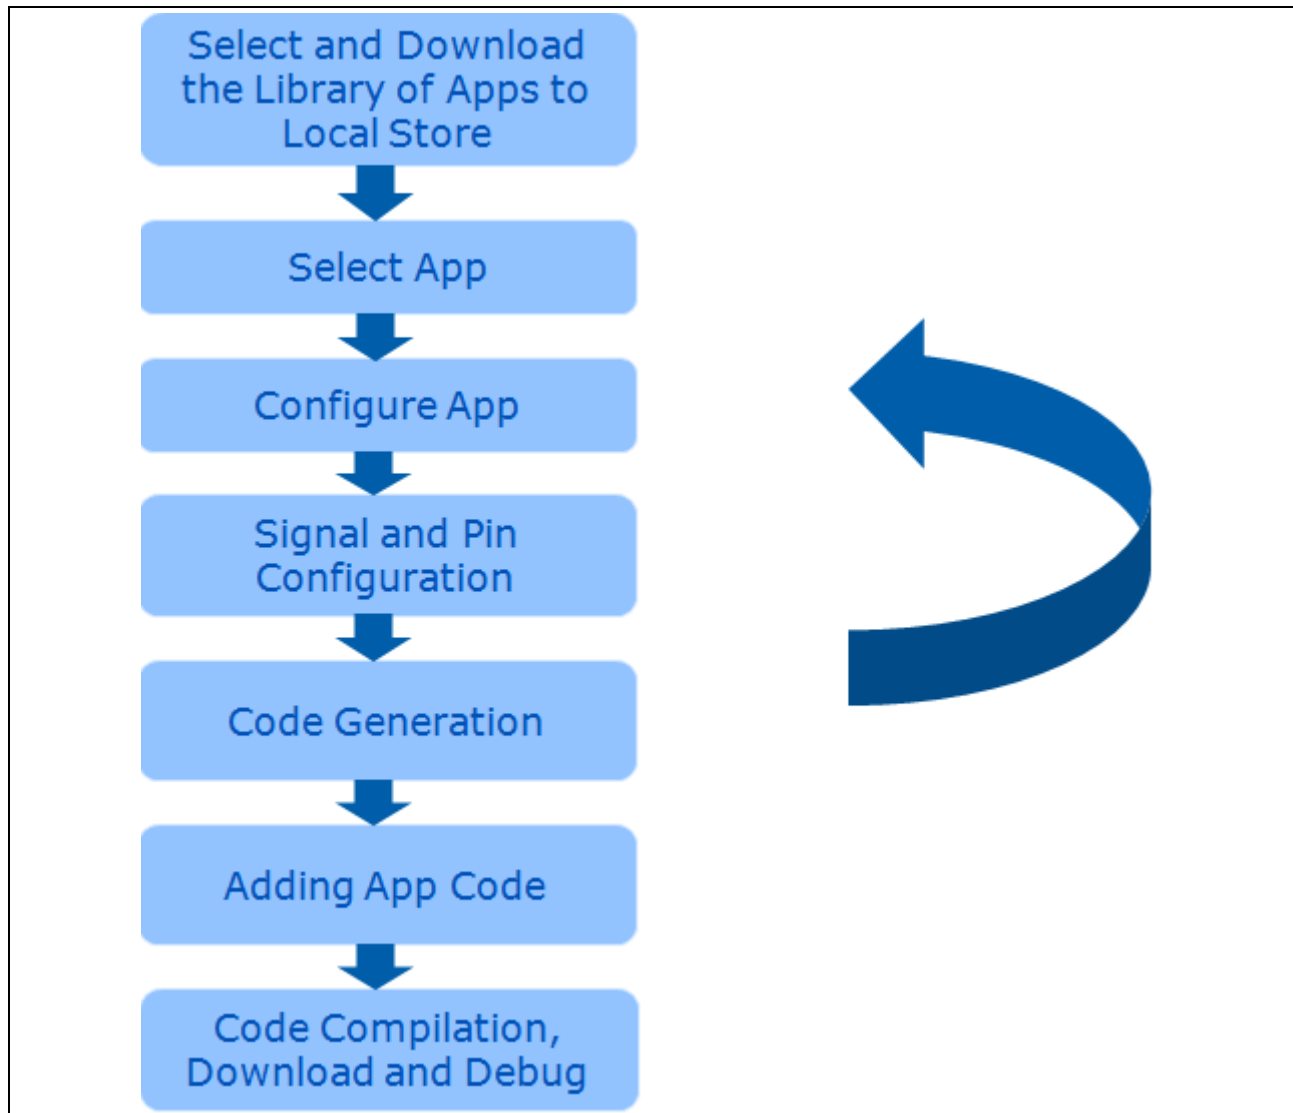 Select and Download
the Library of Apps to
Local Store
Select App
Configure App
Signal and Pin
Configuration
Code Generation
Adding App Code
Code Compilation,
Download and Debug